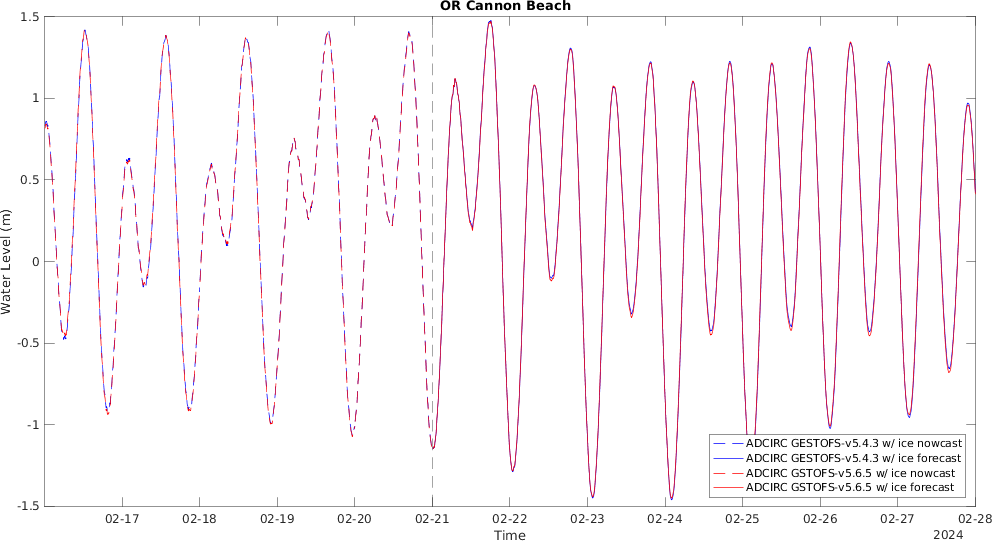 OR Cannon Beach
1.5
1
0.5
0
-0.5
-1
-1.5
Water Level (m)
ADCIRC GESTOFS-v5.4.3 w/ ice nowcast
ADCIRC GESTOFS-v5.4.3 w/ ice forecast
ADCIRC GSTOFS-v5.6.5 w/ ice nowcast
ADCIRC GSTOFS-v5.6.5 w/ ice forecast
02-17 02-18 02-19 02-20 02-21 02-22 02-23 02-24 02-25 02-26 02-27 02-28
Time
2024